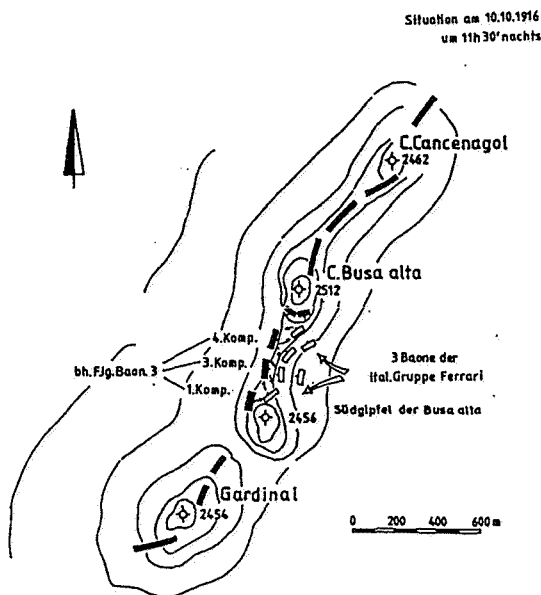 Situation am 10.10.1916
um 11h30'nachts
C.Cancenagol
2462
C.Busa alta
2512
4.Komp.
bh.FJg.Baon.3
3.Komp.
1.Komp.
3 Baone der
ital.Gruppe Ferrari
2456
Südgipfel der Busa alta
Gardinal
2454
0 200 400 600 m